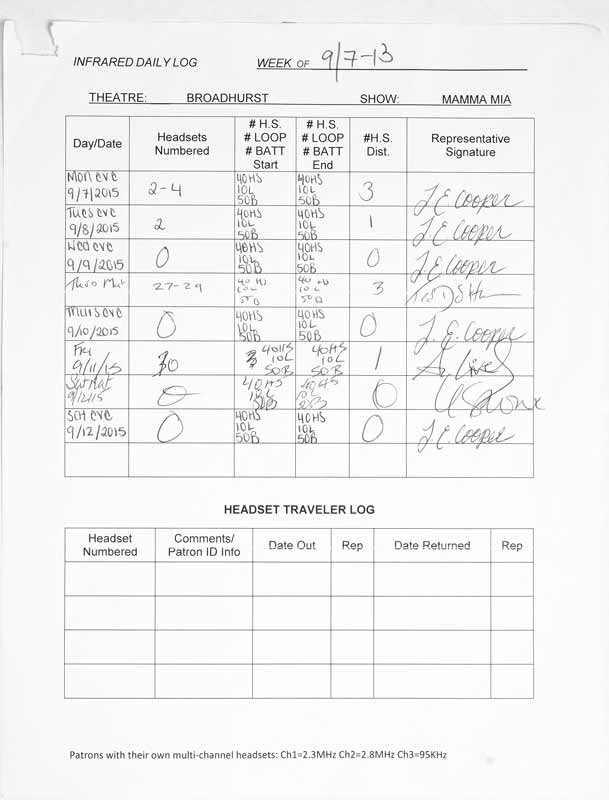 INFRARED DAILY LOG WEEK OF 9/7-13
THEATRE: BROADHURST SHOW: MAMMA MIA
Day/Date Headsets Numbered # H.S. # LOOP # BATT Start # H.S. # LOOP # BATT End #H.S. Dist. Representative Signature
Mon eve 9/7/2015 2-4 40HS 10L 50B 40HS 10L 50B 3 J.E Cooper
Tues eve 9/8/2015 2 40HS 10L 50B 40HS 10L 50B 1 J.E Cooper
Wed eve 9/9/2015 0 40HS 10L 50B 40HS 10L 50B 0 J.E Cooper
Thro Mat 27-29 40 HS 10 L 50 B 40 HS 10 L 50 B 3
Thurs eve 9/10/2015 0 40HS 10L 50B 40HS 10L 50B 0 J.E. Cooper
Fri 9/11/15 30 40HS 10L 50B 40HS 10L 50B 1
Sat Mat 9/12/15 0 40HS 10L 50B 40HS 10L 50B 0
Sat eve 9/12/2015 0 40HS 10L 50B 40HS 10L 50B 0 J.E. Cooper
HEADSET TRAVELER LOG
Headset Numbered Comments/ Patron ID Info Date Out Rep Date Returned Rep
Patrons with their own multi-channel headsets: Ch1=2.3MHz Ch2=2.8MHz Ch3=95KHz